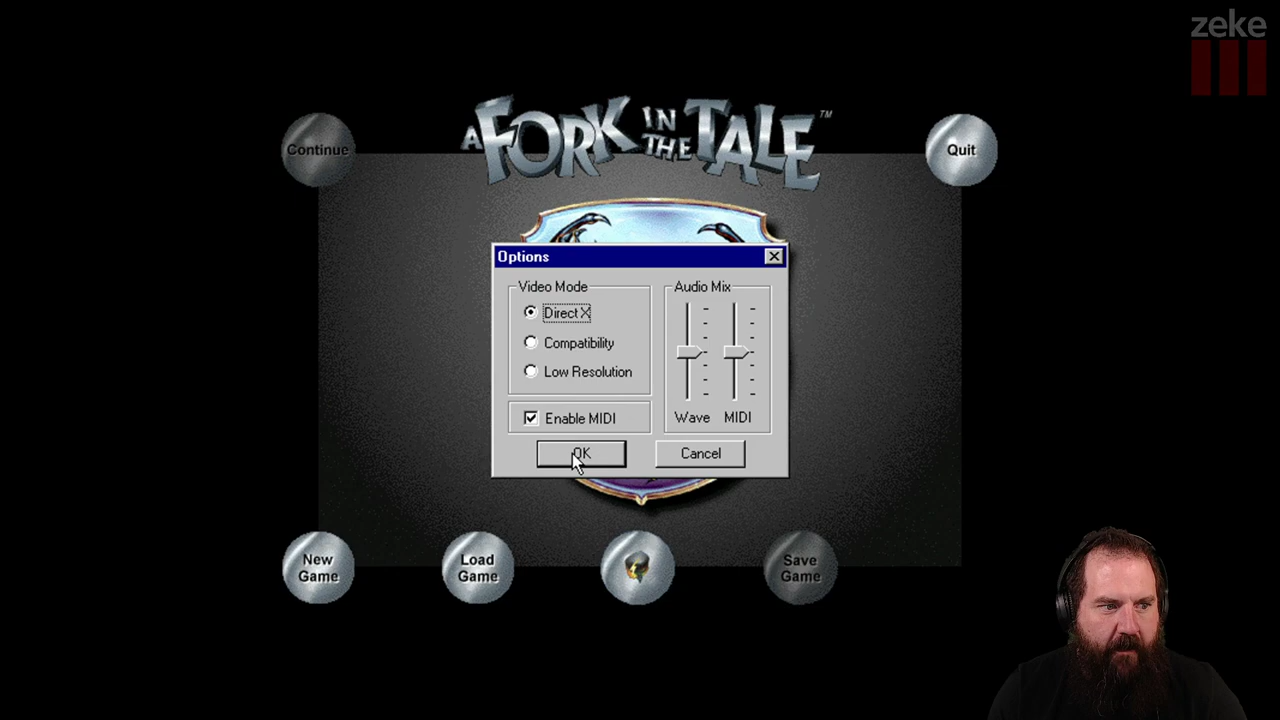 zeke
III
A FORK IN THE TALE™
Continue
Quit
Options
Video Mode
Direct X
Compatibility
Low Resolution
Enable MIDI
Audio Mix
Wave MIDI
OK
Cancel
New Game
Load Game
Save Game